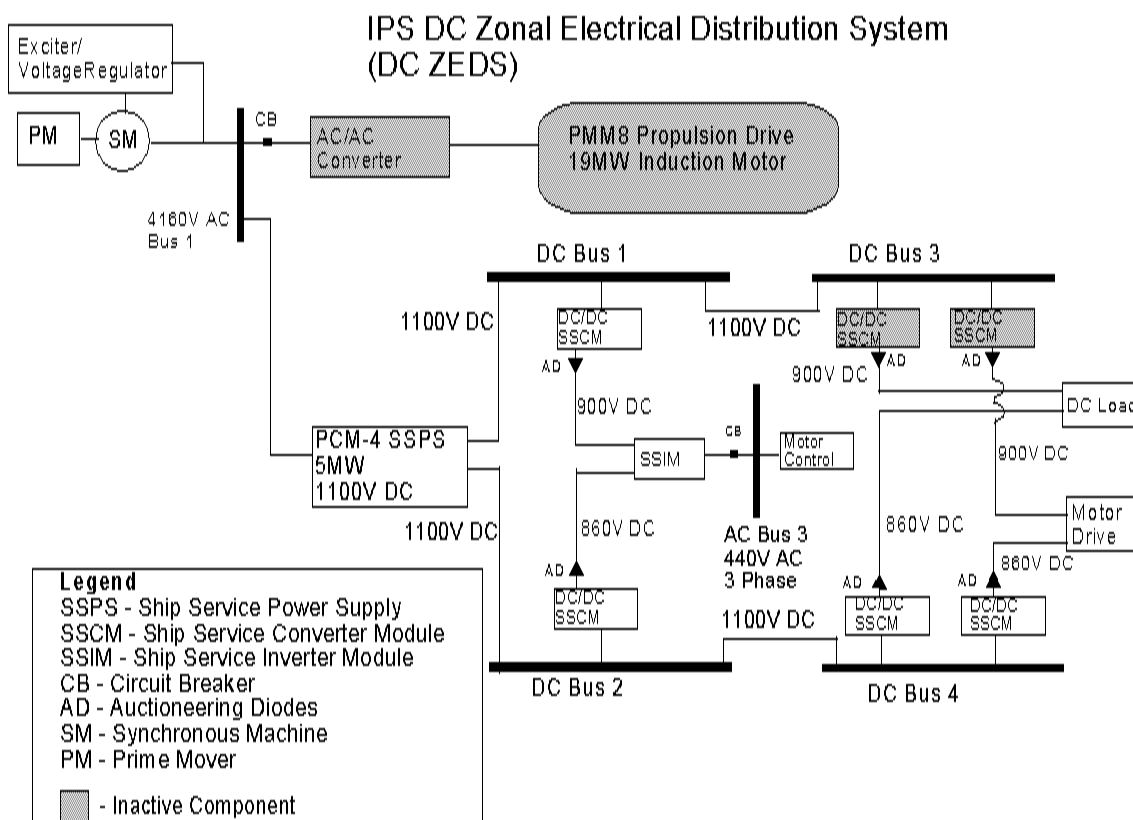 IPS DC Zonal Electrical Distribution System
(DC ZEDS)
Exciter/
VoltageRegulator
PM
SM
CB
AC/AC
Converter
PMM8 Propulsion Drive
19MW Induction Motor
4160V AC
Bus 1
DC Bus 1
DC Bus 3
1100V DC
1100V DC
DC/DC
SSCM
DC/DC
SSCM
DC/DC
SSCM
AD
AD
AD
900V DC
900V DC
DC Load
PCM-4 SSPS
5MW
1100V DC
SSIM
CB
Motor
Control
900V DC
1100V DC
860V DC
AC Bus 3
440V AC
3 Phase
860V DC
Motor
Drive
860V DC
AD
AD
AD
DC/DC
SSCM
DC/DC
SSCM
DC/DC
SSCM
1100V DC
DC Bus 2
DC Bus 4
Legend
SSPS - Ship Service Power Supply
SSCM - Ship Service Converter Module
SSIM - Ship Service Inverter Module
CB - Circuit Breaker
AD - Auctioneering Diodes
SM - Synchronous Machine
PM - Prime Mover
- Inactive Component